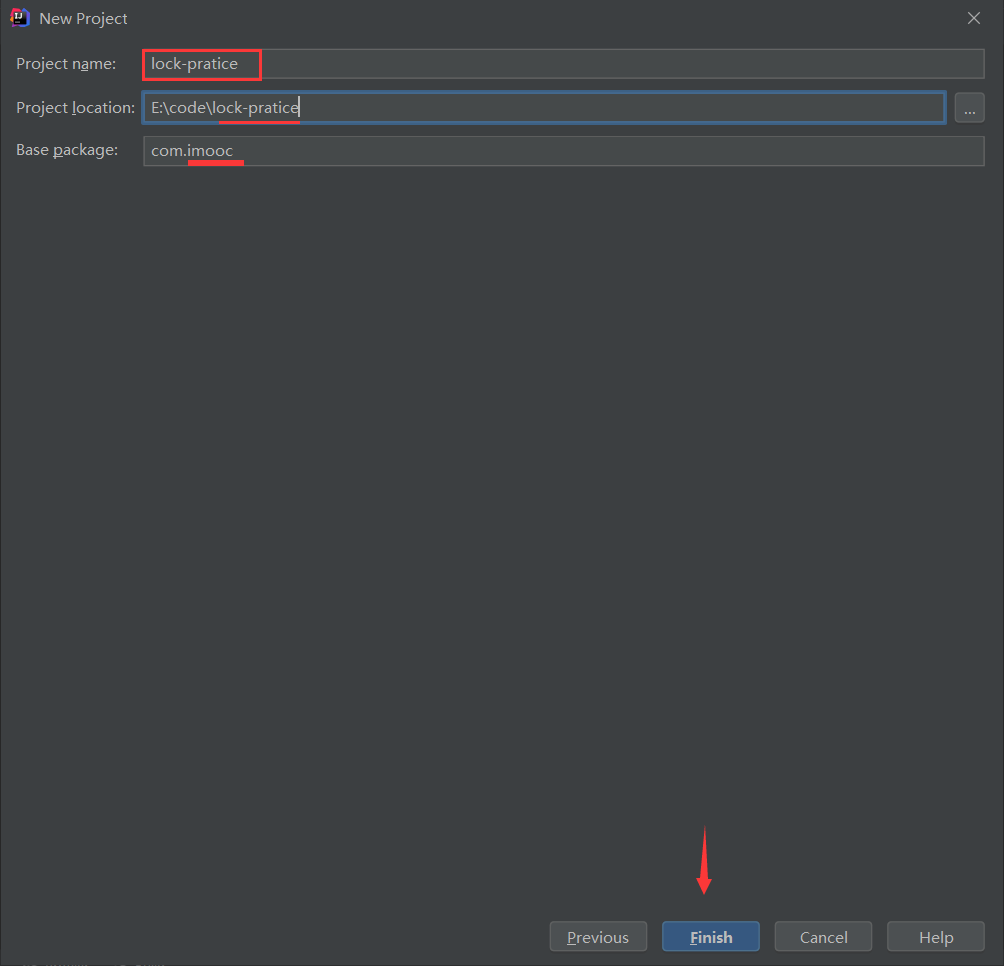 New Project
Project name: lock-pratice
Project location: E:\code\lock-pratice ...
Base package: com.imooc
Previous Finish Cancel Help